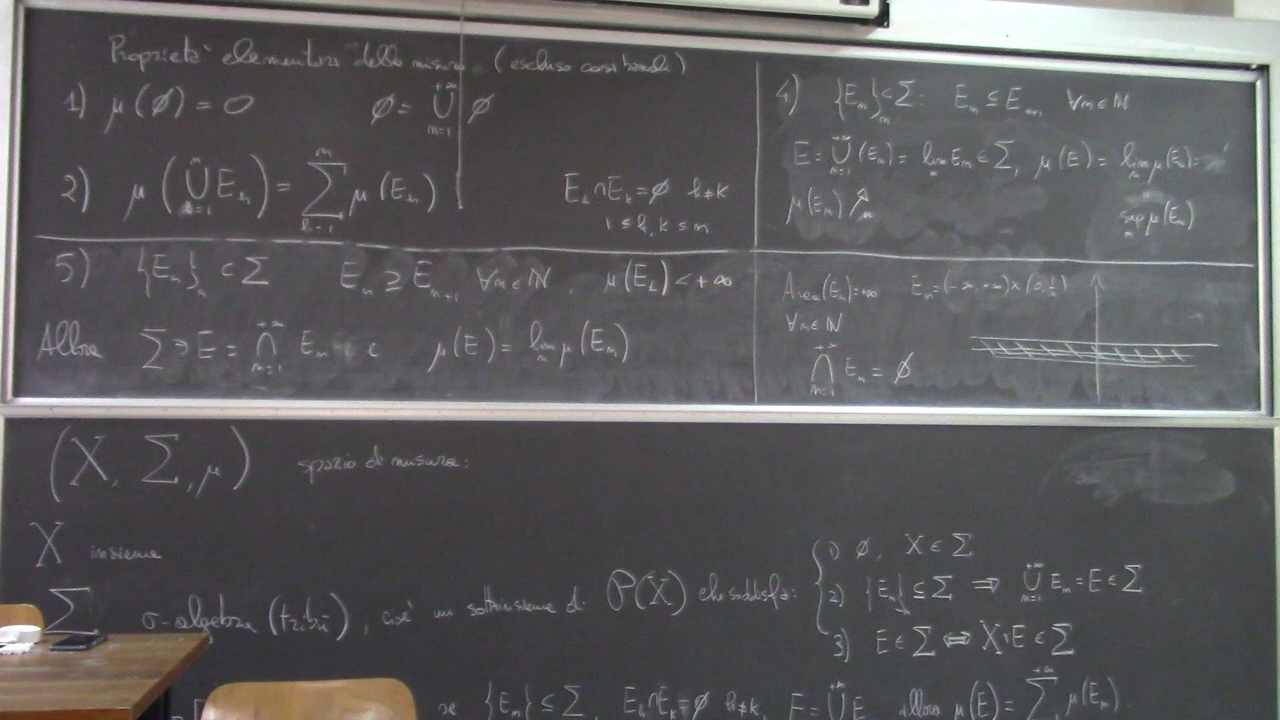 Proprietà elementari della misura (escluso casi banali)
1) μ(∅) = 0 ∅ = ⋃_{n=1}^{+∞} ∅
2) μ(⋃_{h=1}^{n} E_h) = ∑_{h=1}^{n} μ(E_h) E_h ∩ E_k = ∅ h≠k
1 ≤ h, k ≤ n
4) {E_n}_n ⊆ Σ: E_n ⊆ E_{n+1} ∀n∈ℕ
E = ⋃_{n=1}^{+∞} (E_n) = lim_n E_n ∈ Σ, μ(E) = lim_n μ(E_n) =
μ(E_n) ↗_n = sup_n μ(E_n)
5) {E_n}_n ⊂ Σ E_n ⊇ E_{n+1} ∀n∈ℕ, μ(E_1) < +∞
Allora Σ ∋ E = ⋂_{n=1}^{+∞} E_n e μ(E) = lim_n μ(E_n)
Area(E_n) = +∞ E_n = (-∞, +∞) × (0, 1/n)
∀n∈ℕ
⋂_{n=1}^{+∞} E_n = ∅
(X, Σ, μ) spazio di misura:
X insieme
Σ σ-algebra (tribù), cioè un sottoinsieme di P(X) che soddisfa:
1) ∅, X ∈ Σ
2) {E_n} ⊆ Σ ⇒ ⋃_{n=1}^{+∞} E_n = E ∈ Σ
3) E ∈ Σ ⇔ X∖E ∈ Σ
se {E_n} ⊆ Σ, E_h ∩ E_k = ∅ h≠k, E = ⋃^{+∞} E allora μ(E) = ∑^{+∞} μ(E_n)